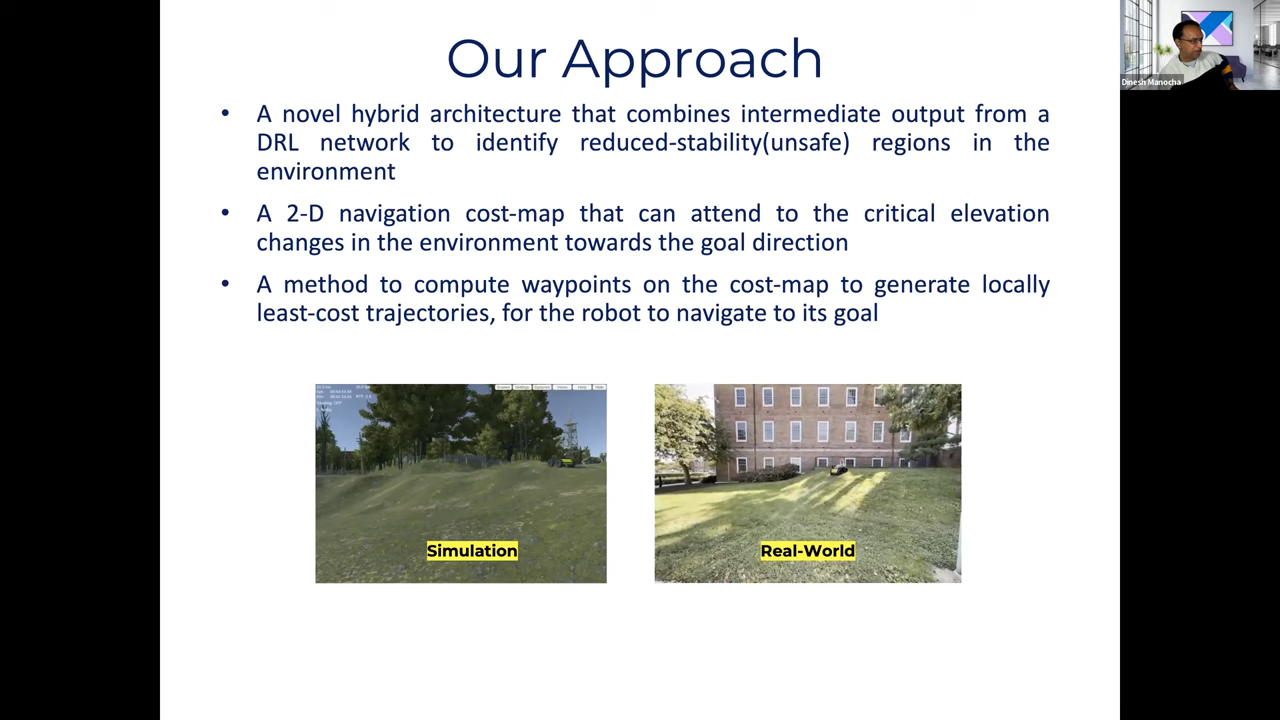 Our Approach
• A novel hybrid architecture that combines intermediate output from a
DRL network to identify reduced-stability(unsafe) regions in the
environment
• A 2-D navigation cost-map that can attend to the critical elevation
changes in the environment towards the goal direction
• A method to compute waypoints on the cost-map to generate locally
least-cost trajectories, for the robot to navigate to its goal
Simulation
Real-World
Dinesh Manocha